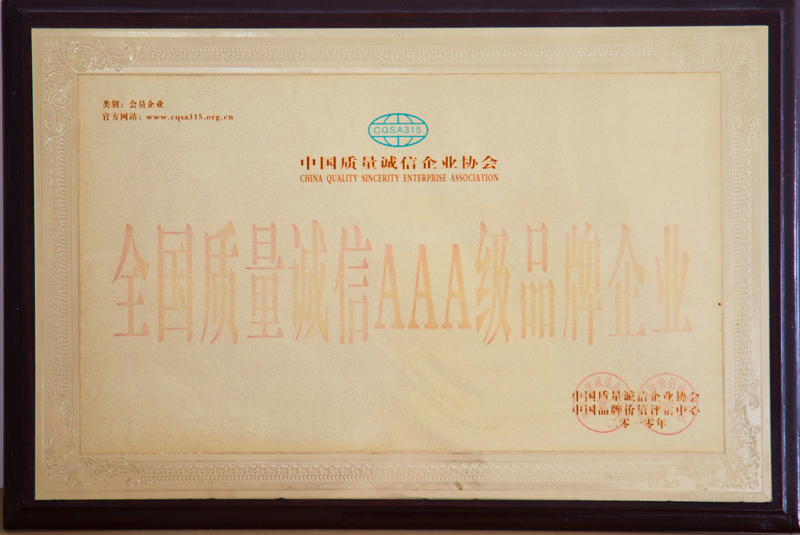 类别：会员企业
官方网站：www.cqsa315.org.cn
CQSA315
中国质量诚信企业协会
CHINA QUALITY SINCERITY ENTERPRISE ASSOCIATION
全国质量诚信AAA级品牌企业
中国质量诚信企业协会
中国品牌价值评估中心
二零一零年